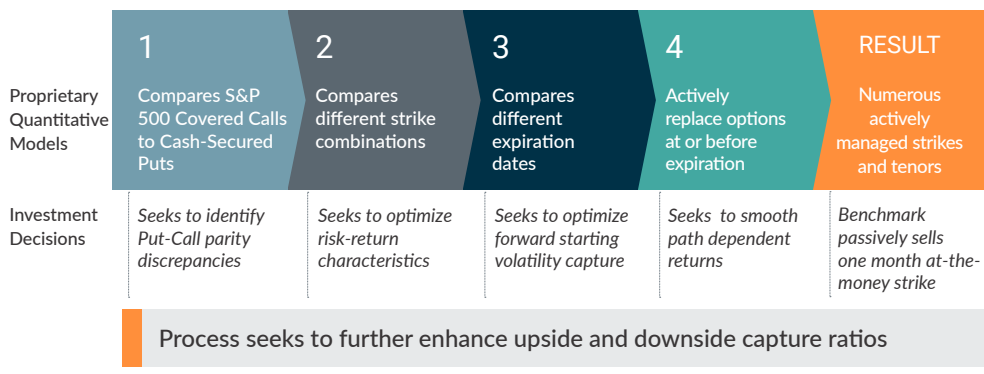 Proprietary
Quantitative
Models
1
Compares S&P
500 Covered Calls
to Cash-Secured
Puts
2
Compares
different strike
combinations
3
Compares
different
expiration
dates
4
Actively
replace options
at or before
expiration
RESULT
Numerous
actively
managed strikes
and tenors
Investment
Decisions
Seeks to identify
Put-Call parity
discrepancies
Seeks to optimize
risk-return
characteristics
Seeks to optimize
forward starting
volatility capture
Seeks to smooth
path dependent
returns
Benchmark
passively sells
one month at-the-
money strike
Process seeks to further enhance upside and downside capture ratios